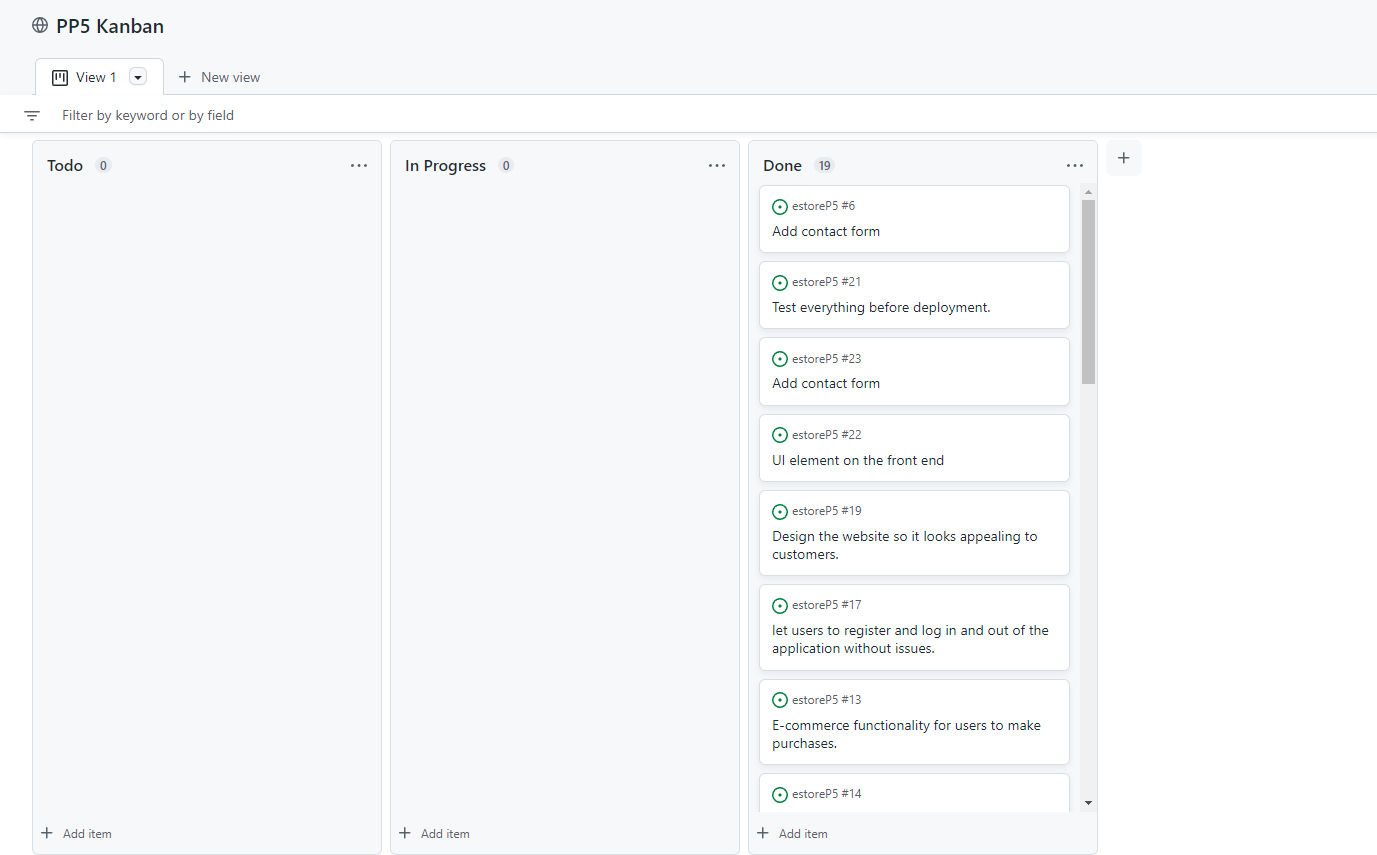 PP5 Kanban
View 1
New view
Filter by keyword or by field
Todo 0
In Progress 0
Done 19
estoreP5 #6
Add contact form
estoreP5 #21
Test everything before deployment.
estoreP5 #23
Add contact form
estoreP5 #22
UI element on the front end
estoreP5 #19
Design the website so it looks appealing to
customers.
estoreP5 #17
let users to register and log in and out of the
application without issues.
estoreP5 #13
E-commerce functionality for users to make
purchases.
estoreP5 #14
Add item
Add item
Add item